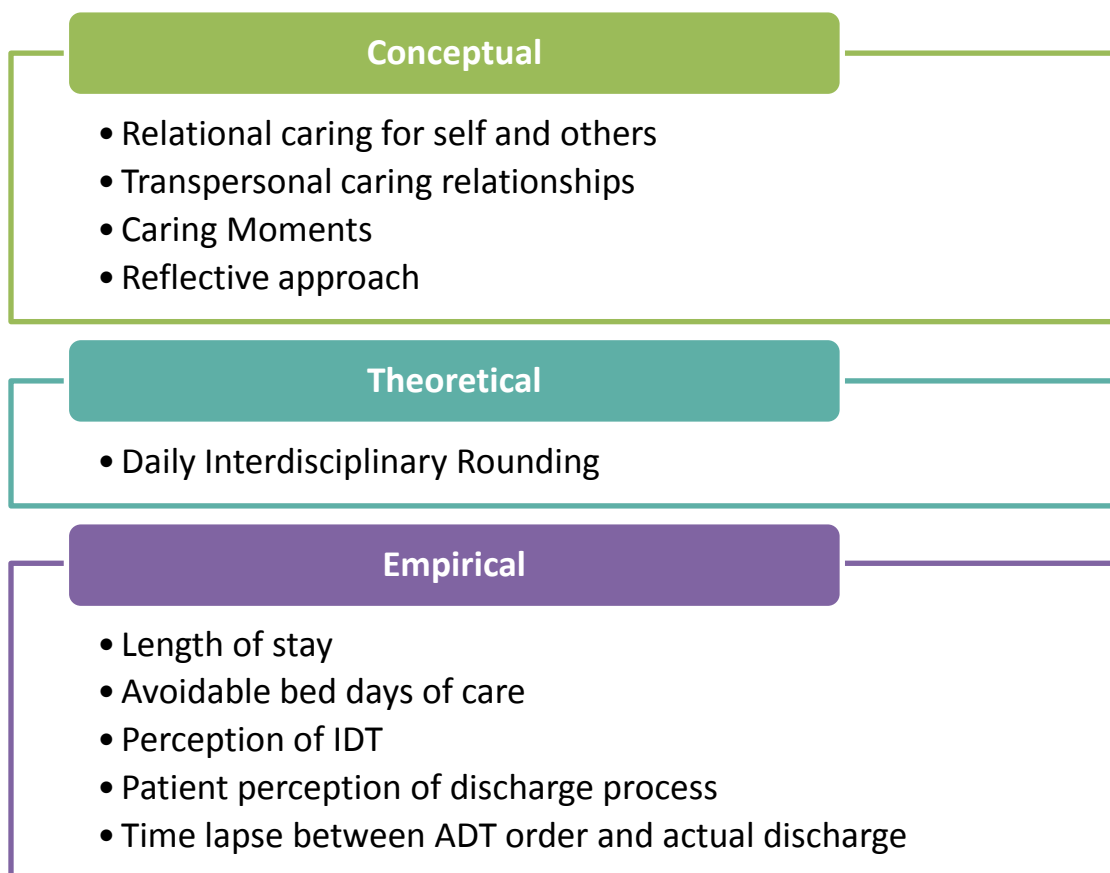 Conceptual
• Relational caring for self and others
• Transpersonal caring relationships
• Caring Moments
• Reflective approach
Theoretical
• Daily Interdisciplinary Rounding
Empirical
• Length of stay
• Avoidable bed days of care
• Perception of IDT
• Patient perception of discharge process
• Time lapse between ADT order and actual discharge